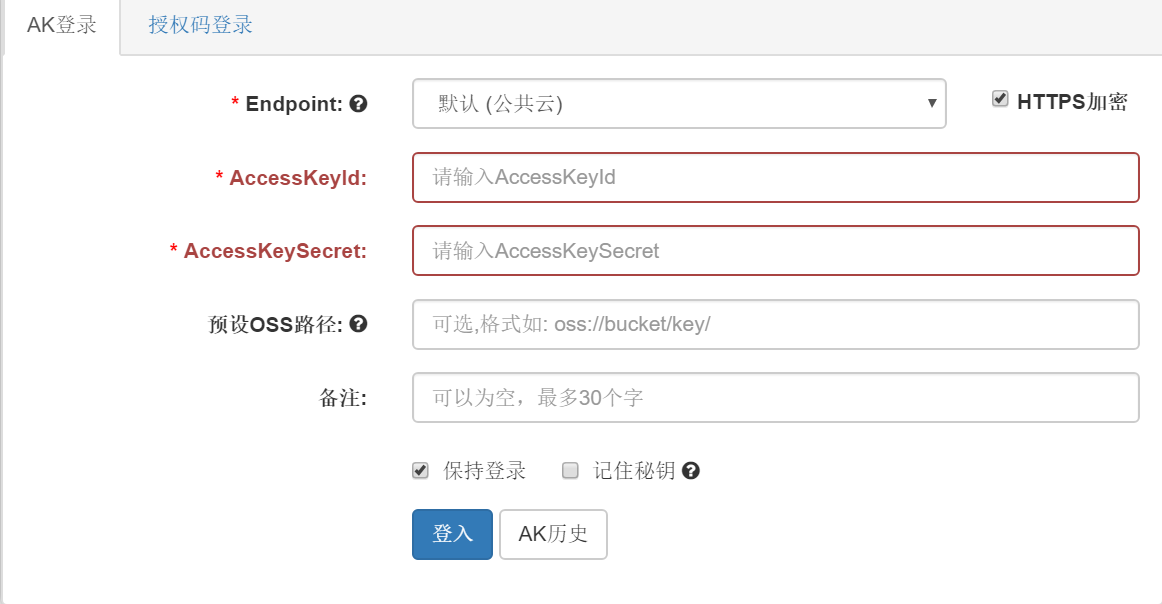 AK登录 授权码登录
* Endpoint: 默认 (公共云) HTTPS加密
* AccessKeyId: 请输入AccessKeyId
* AccessKeySecret: 请输入AccessKeySecret
预设OSS路径: 可选,格式如: oss://bucket/key/
备注: 可以为空，最多30个字
保持登录 记住秘钥
登入 AK历史